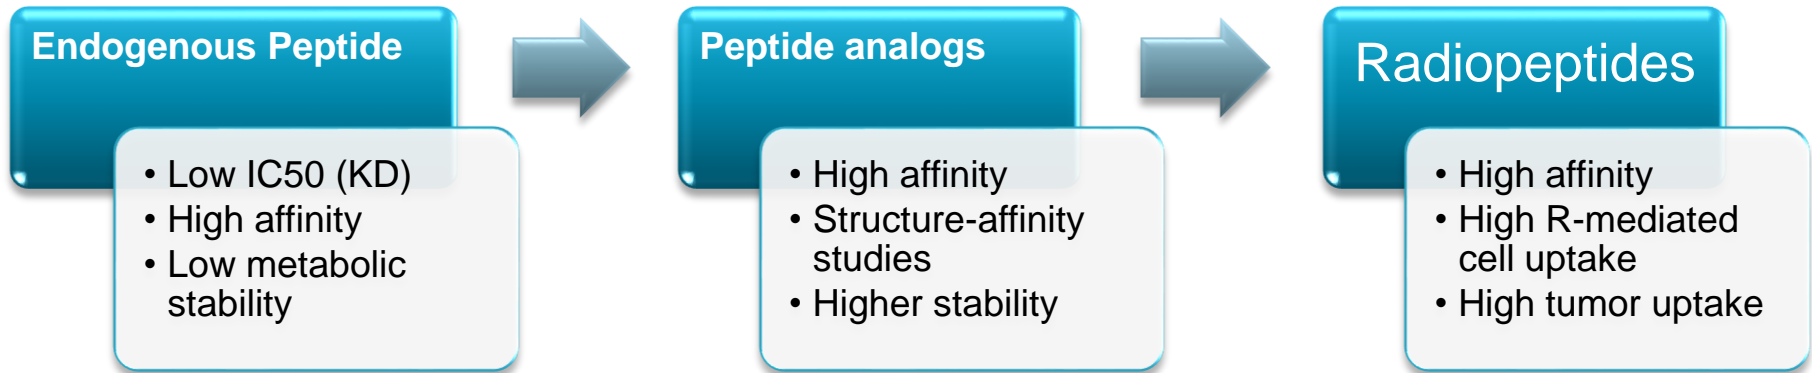 Endogenous Peptide
• Low IC50 (KD)
• High affinity
• Low metabolic
stability
Peptide analogs
• High affinity
• Structure-affinity
studies
• Higher stability
Radiopeptides
• High affinity
• High R-mediated
cell uptake
• High tumor uptake